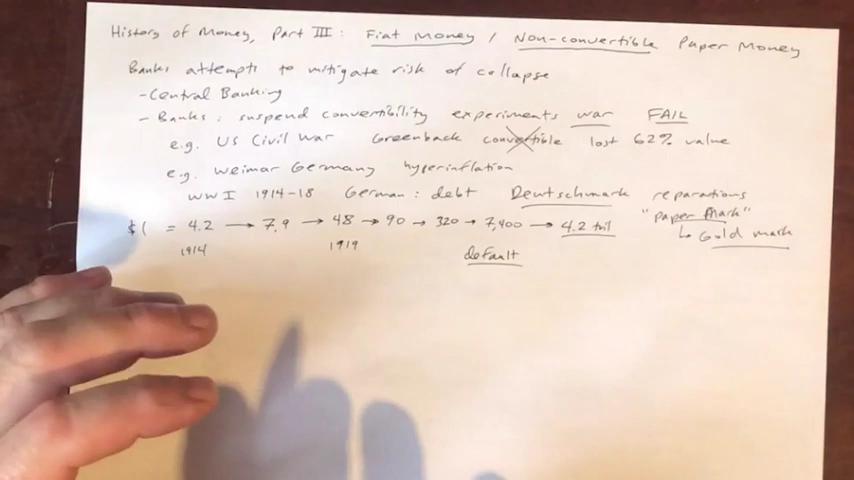 History of Money, Part III: Fiat Money / Non-convertible Paper Money
Banks attempts to mitigate risk of collapse
- Central Banking
- Banks: suspend convertibility experiments war FAIL
e.g. US Civil War Greenback convertible lost 62% value
e.g. Weimar Germany hyperinflation
WWI 1914-18 German: debt Deutschmark reparations
"paper mark"
↳ Gold mark
$1 = 4.2 → 7.9 → 48 → 90 → 320 → 7,400 → 4.2 tril
1914 1919
default